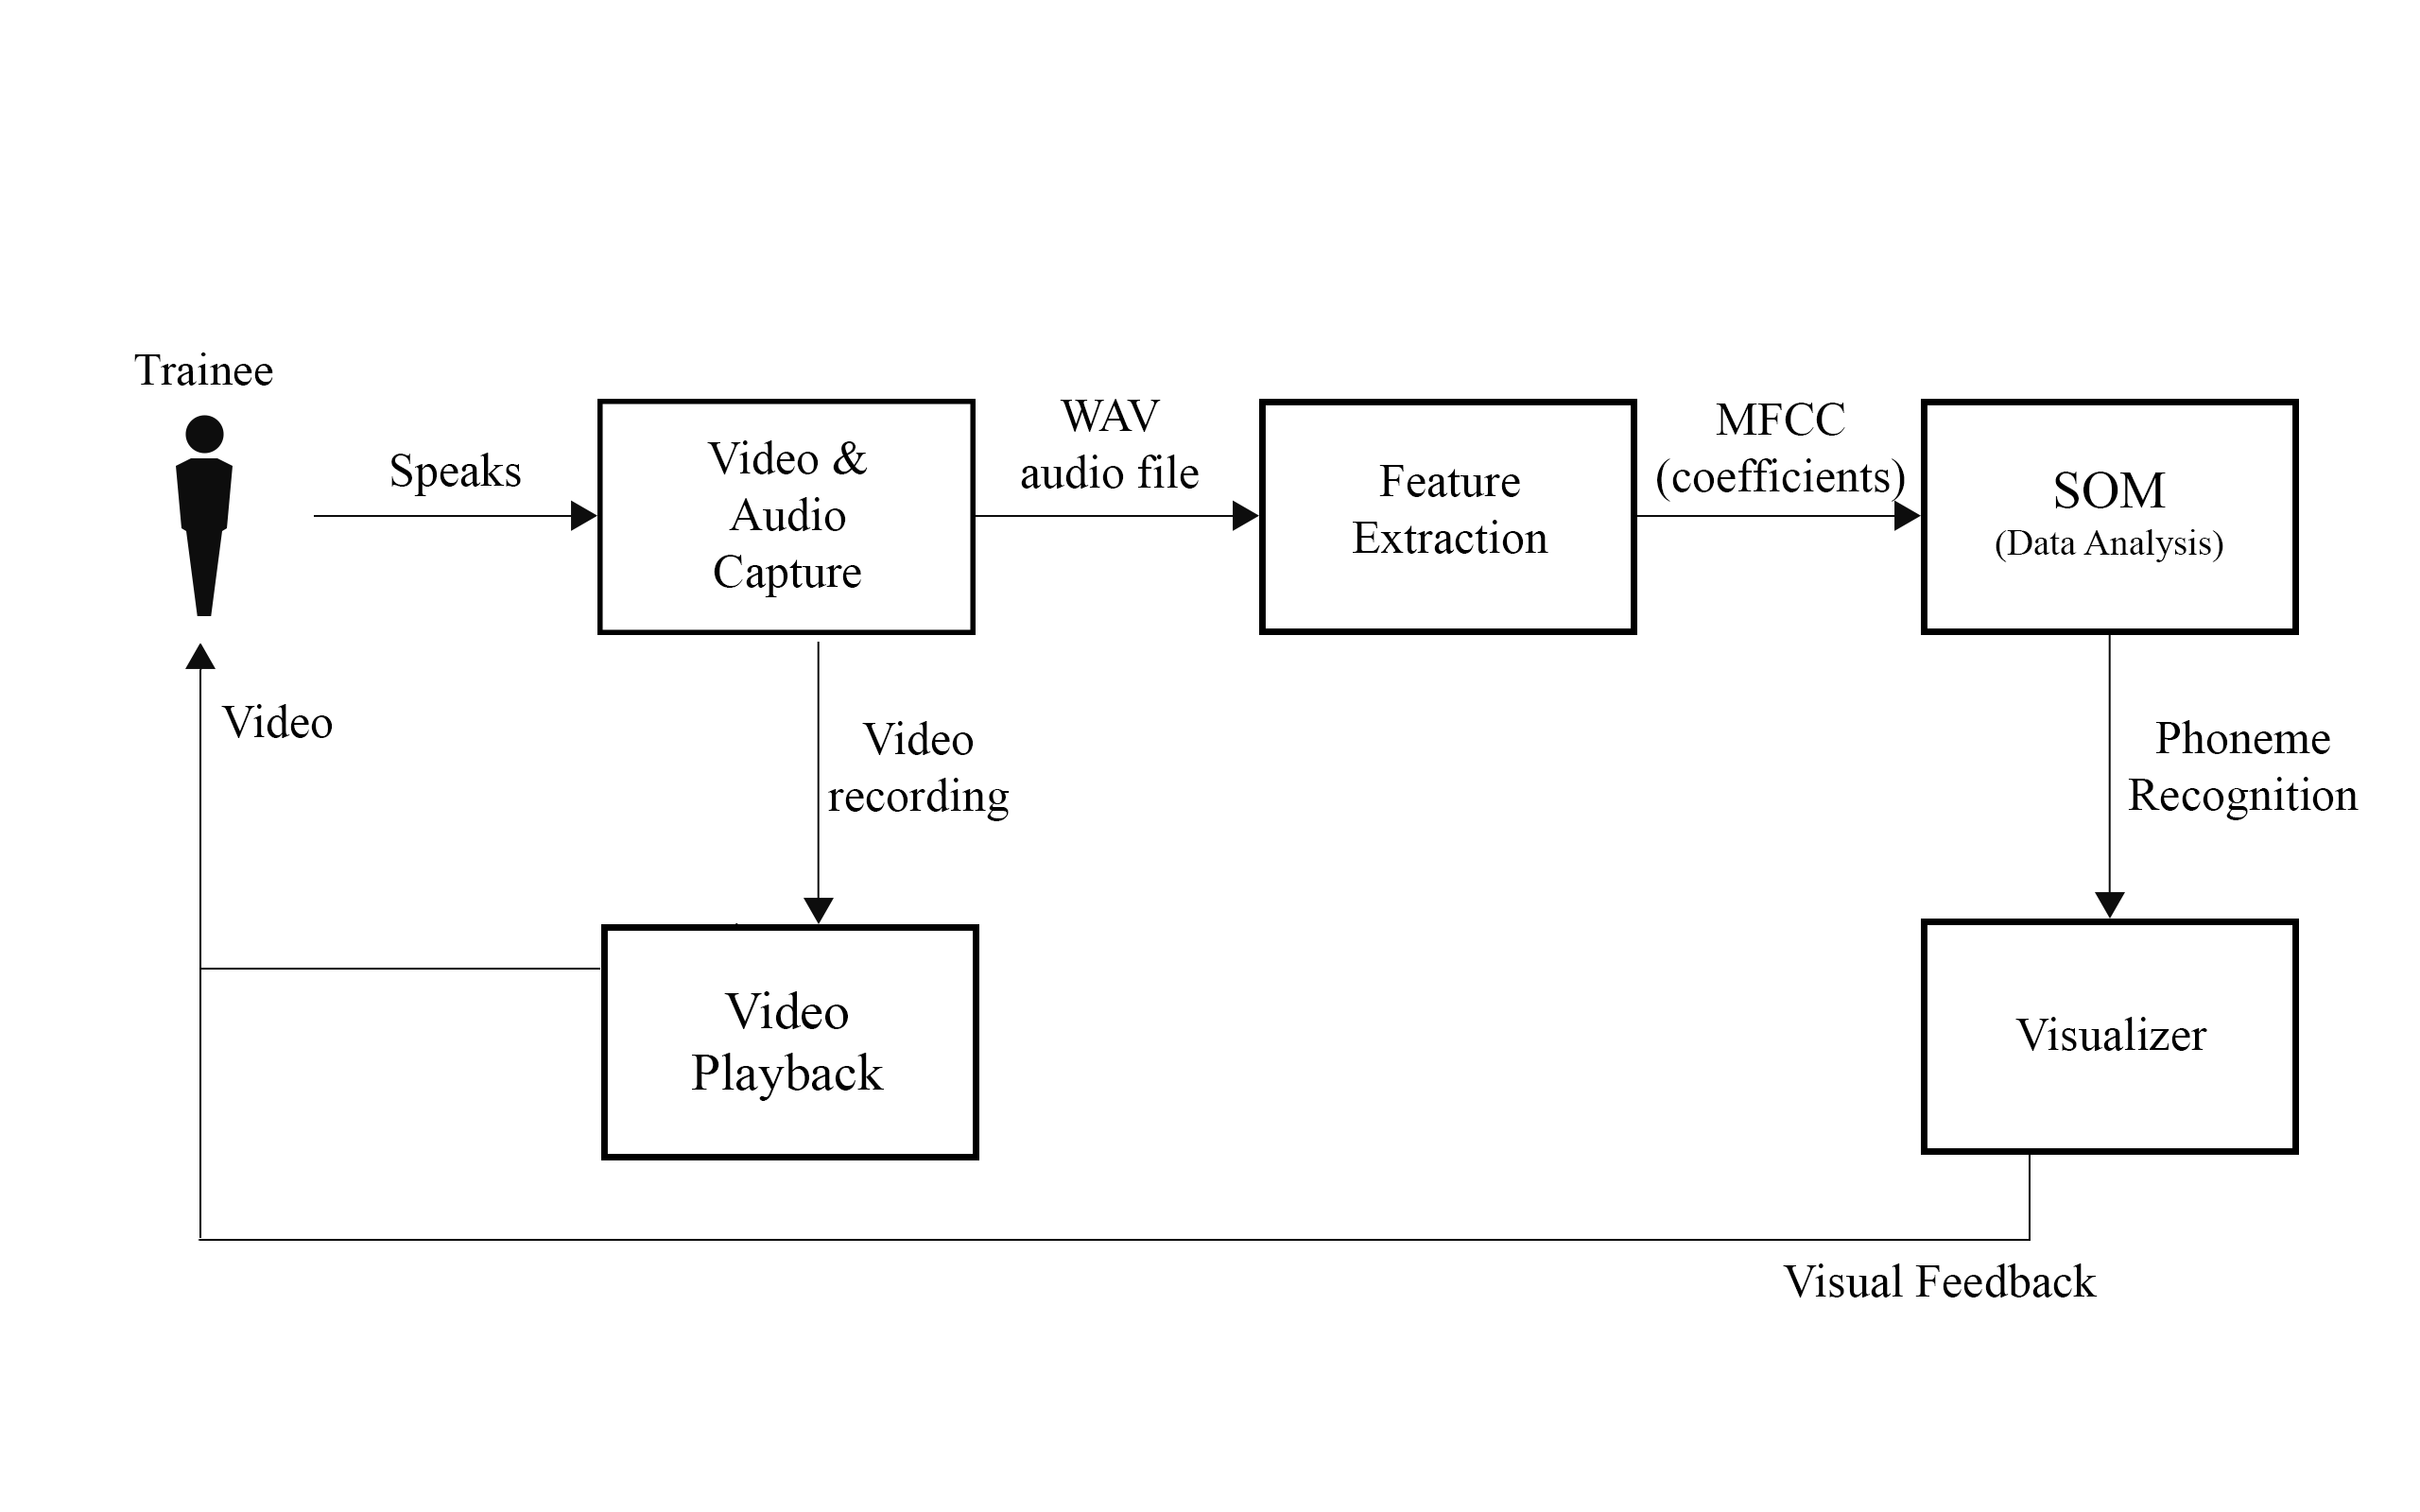 Trainee
Speaks
Video &
Audio
Capture
WAV
audio file
Feature
Extraction
MFCC
(coefficients)
SOM
(Data Analysis)
Video
Video
recording
Phoneme
Recognition
Video
Playback
Visualizer
Visual Feedback